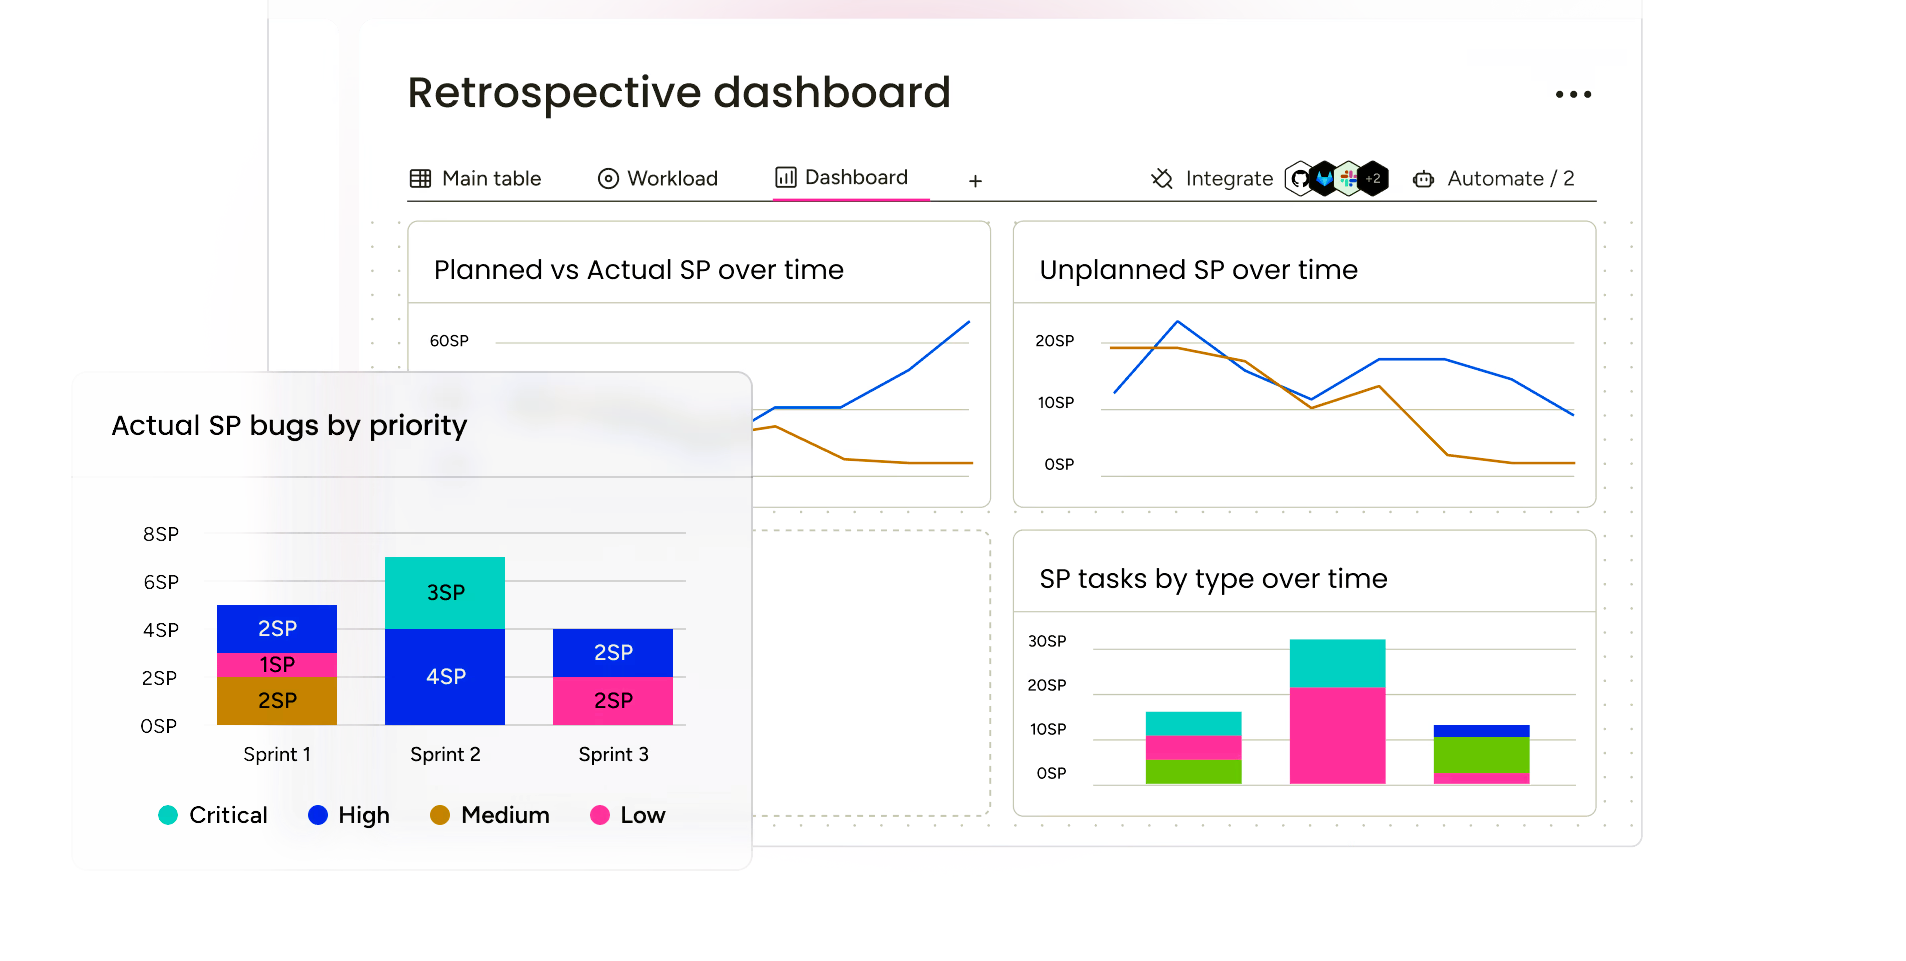 Retrospective dashboard
Main table
Workload
Dashboard
+
Integrate
+2
Automate / 2
Planned vs Actual SP over time
60SP
Unplanned SP over time
20SP
10SP
0SP
Actual SP bugs by priority
8SP
6SP
4SP
2SP
0SP
2SP
1SP
2SP
3SP
4SP
2SP
2SP
Sprint 1
Sprint 2
Sprint 3
Critical
High
Medium
Low
SP tasks by type over time
30SP
20SP
10SP
0SP